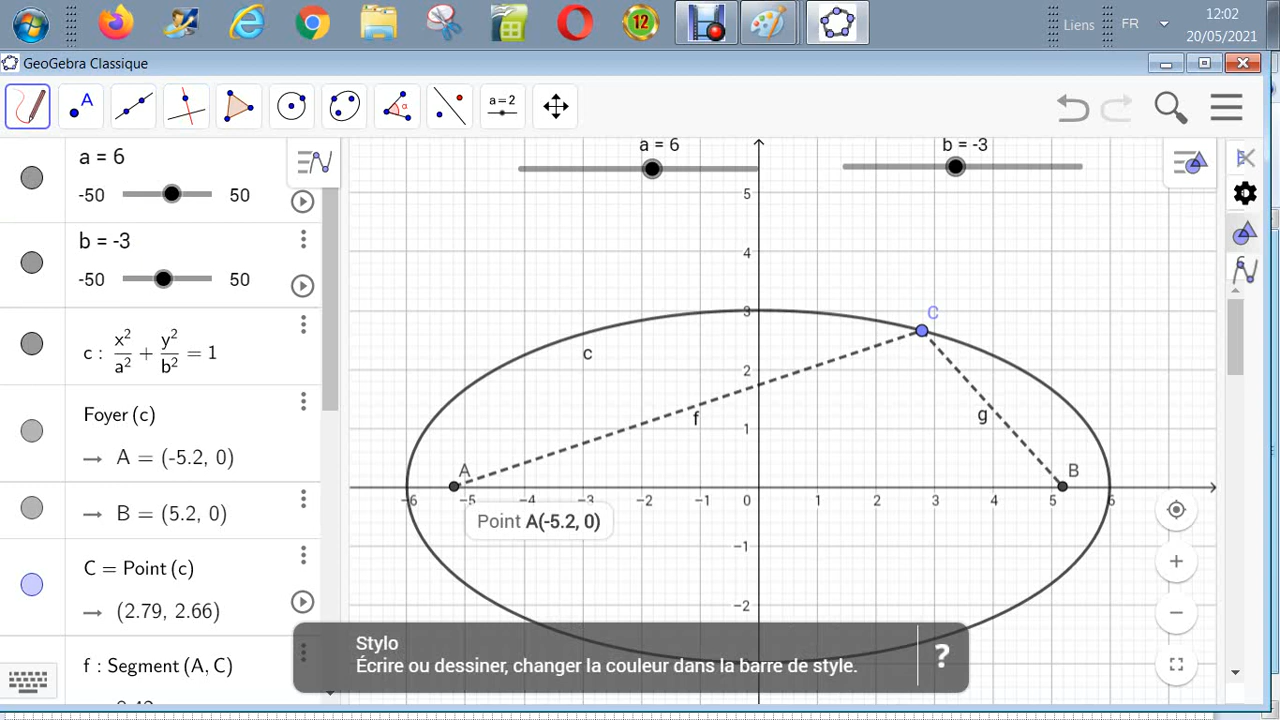 12
Liens
FR
12:02
20/05/2021
GeoGebra Classique
A
α
a = 2
a = 6
-50
50
b = -3
-50
50
c : x²/a² + y²/b² = 1
Foyer (c)
→ A = (-5.2, 0)
→ B = (5.2, 0)
C = Point (c)
→ (2.79, 2.66)
f : Segment (A, C)
a = 6
b = -3
5
4
3
2
1
−1
−2
c
C
f
g
A
B
−6 −5 −4 −3 −2 −1 0 1 2 3 4 5 6
Point A(-5.2, 0)
Stylo
Écrire ou dessiner, changer la couleur dans la barre de style.
?